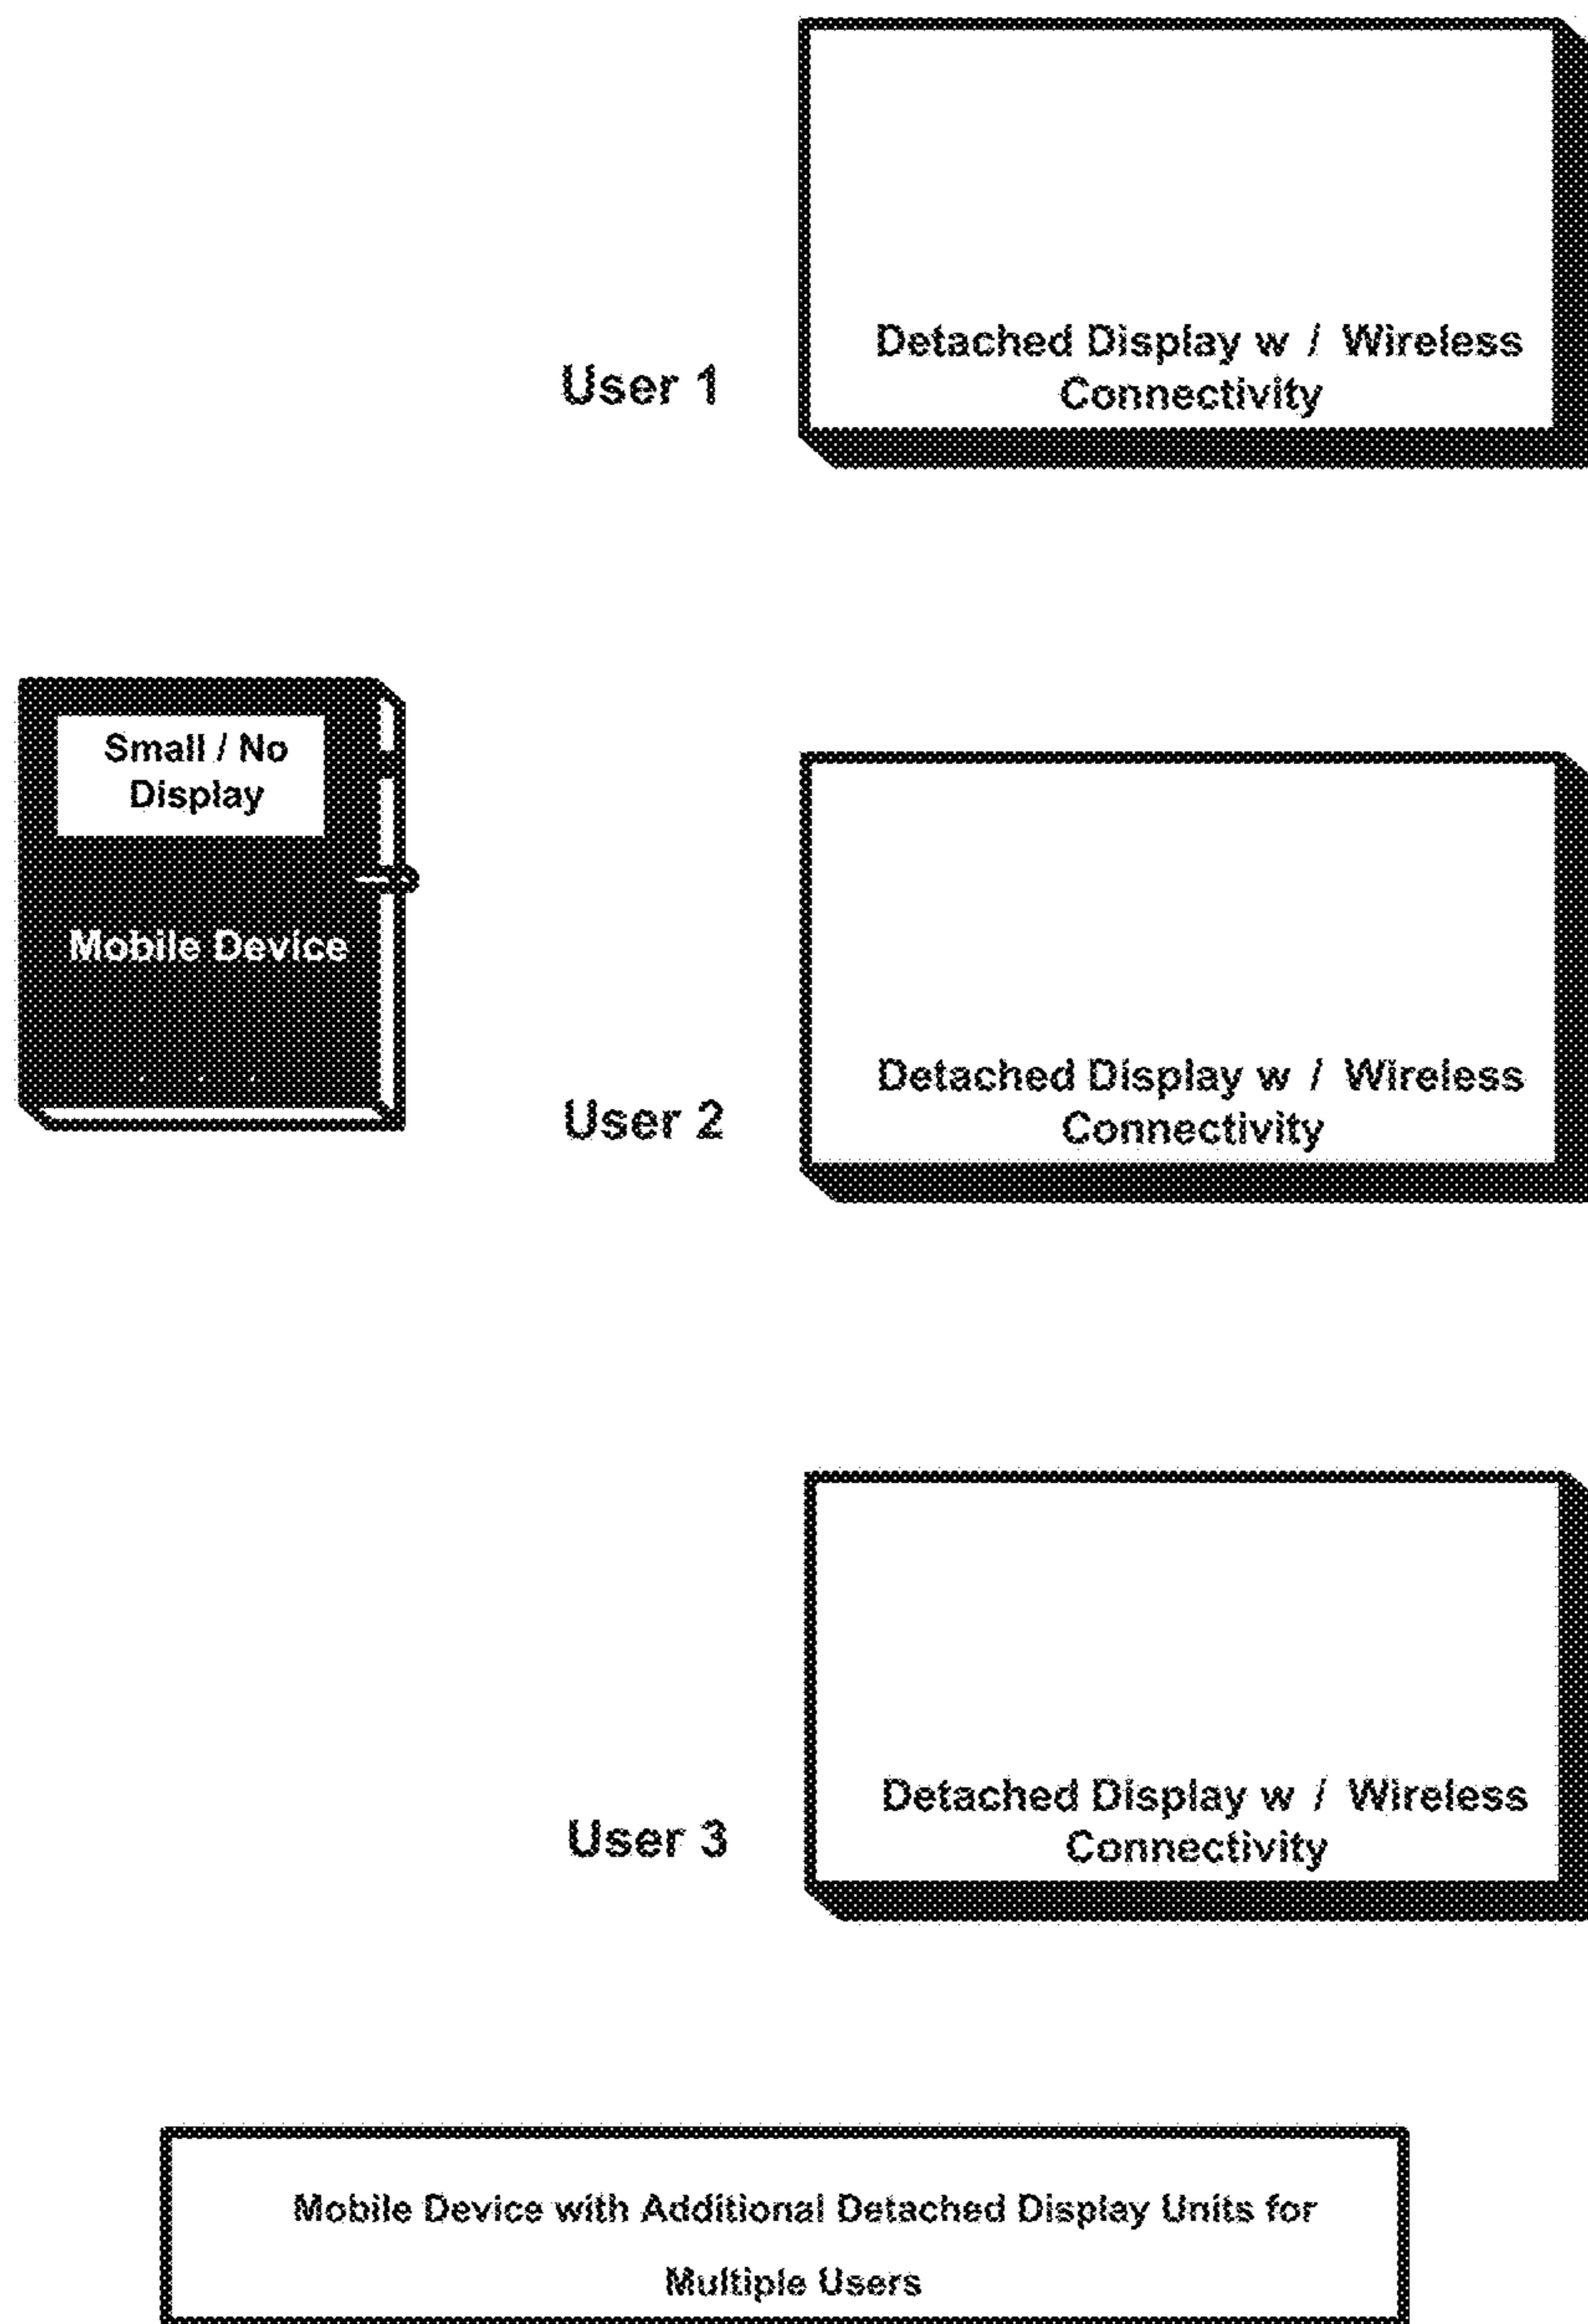 Detached Display w / Wireless
Connectivity
User 1
Small / No
Display
Mobile Device
Detached Display w / Wireless
Connectivity
User 2
Detached Display w / Wireless
Connectivity
User 3
Mobile Device with Additional Detached Display Units for
Multiple Users